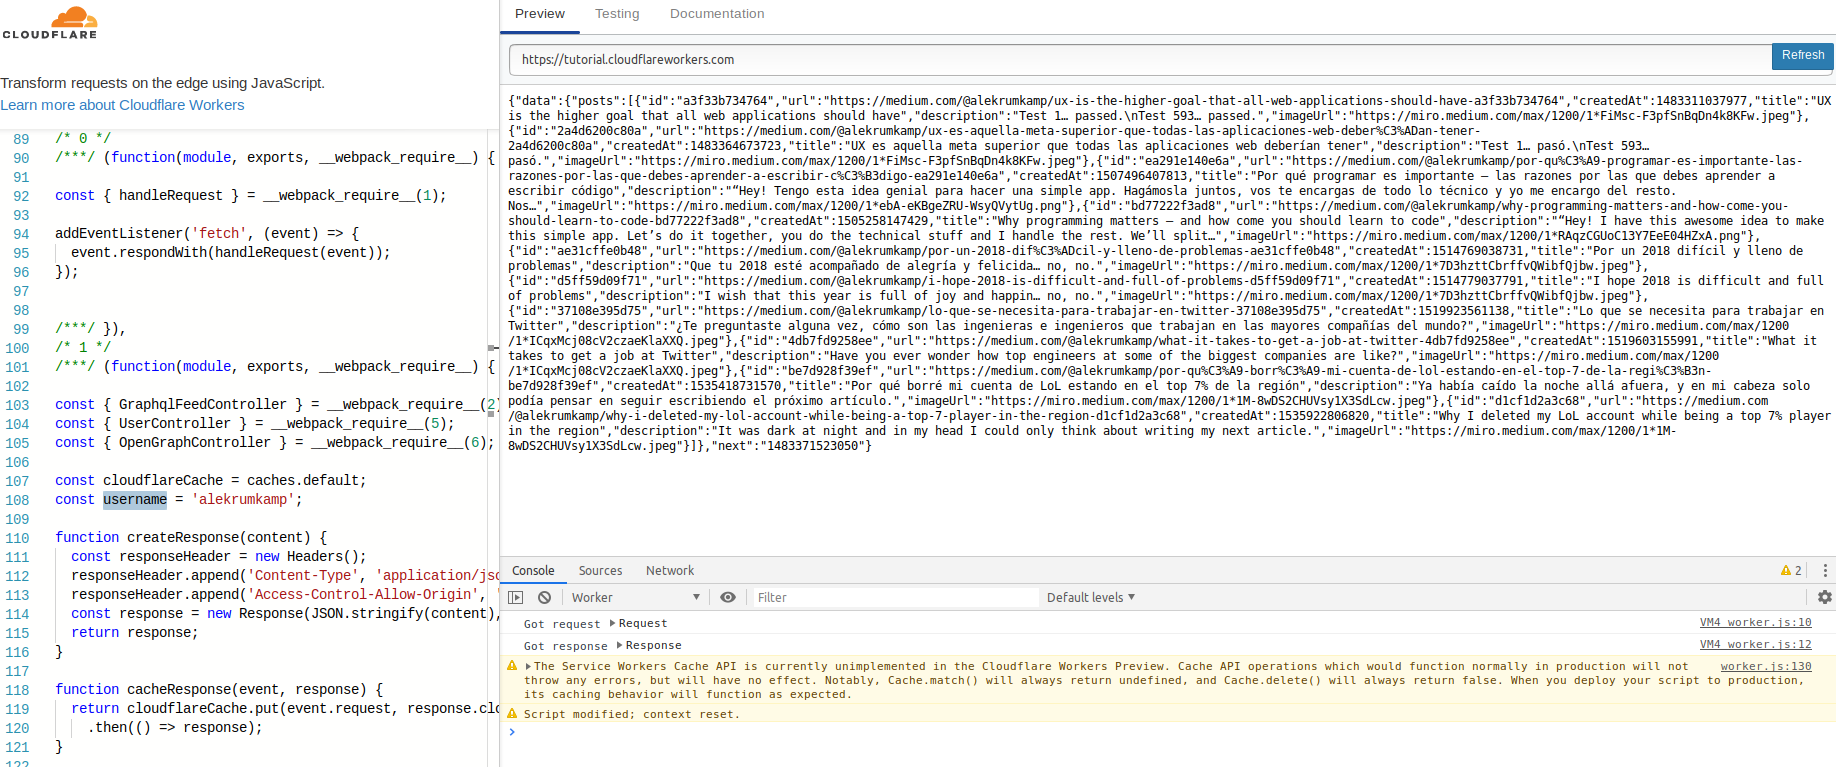 CLOUDFLARE
Transform requests on the edge using JavaScript.
Learn more about Cloudflare Workers
89 /* 0 */
90 /***/ (function(module, exports, __webpack_require__) {
91
92 const { handleRequest } = __webpack_require__(1);
93
94 addEventListener('fetch', (event) => {
95 event.respondWith(handleRequest(event));
96 });
97
98
99 /***/ }),
100 /* 1 */
101 /***/ (function(module, exports, __webpack_require__) {
102
103 const { GraphqlFeedController } = __webpack_require__(2)
104 const { UserController } = __webpack_require__(5);
105 const { OpenGraphController } = __webpack_require__(6);
106
107 const cloudflareCache = caches.default;
108 const username = 'alekrumkamp';
109
110 function createResponse(content) {
111 const responseHeader = new Headers();
112 responseHeader.append('Content-Type', 'application/jso
113 responseHeader.append('Access-Control-Allow-Origin', '
114 const response = new Response(JSON.stringify(content),
115 return response;
116 }
117
118 function cacheResponse(event, response) {
119 return cloudflareCache.put(event.request, response.clo
120 .then(() => response);
121 }
122
Preview Testing Documentation
https://tutorial.cloudflareworkers.com Refresh
{"data":{"posts":[{"id":"a3f33b734764","url":"https://medium.com/@alekrumkamp/ux-is-the-higher-goal-that-all-web-applications-should-have-a3f33b734764","createdAt":1483311037977,"title":"UX
is the higher goal that all web applications should have","description":"Test 1… passed.\nTest 593… passed.","imageUrl":"https://miro.medium.com/max/1200/1*FiMsc-F3pfSnBqDn4k8KFw.jpeg"},
{"id":"2a4d6200c80a","url":"https://medium.com/@alekrumkamp/ux-es-aquella-meta-superior-que-todas-las-aplicaciones-web-deber%C3%ADan-tener-
2a4d6200c80a","createdAt":1483364673723,"title":"UX es aquella meta superior que todas las aplicaciones web deberían tener","description":"Test 1… pasó.\nTest 593…
pasó.","imageUrl":"https://miro.medium.com/max/1200/1*FiMsc-F3pfSnBqDn4k8KFw.jpeg"},{"id":"ea291e140e6a","url":"https://medium.com/@alekrumkamp/por-qu%C3%A9-programar-es-importante-las-
razones-por-las-que-debes-aprender-a-escribir-c%C3%B3digo-ea291e140e6a","createdAt":1507496407813,"title":"Por qué programar es importante — las razones por las que debes aprender a
escribir código","description":"“Hey! Tengo esta idea genial para hacer una simple app. Hagámosla juntos, vos te encargas de todo lo técnico y yo me encargo del resto.
Nos…","imageUrl":"https://miro.medium.com/max/1200/1*ebA-eKBgeZRU-WsyQVytUg.png"},{"id":"bd77222f3ad8","url":"https://medium.com/@alekrumkamp/why-programming-matters-and-how-come-you-
should-learn-to-code-bd77222f3ad8","createdAt":1505258147429,"title":"Why programming matters — and how come you should learn to code","description":"“Hey! I have this awesome idea to make
this simple app. Let’s do it together, you do the technical stuff and I handle the rest. We’ll split…","imageUrl":"https://miro.medium.com/max/1200/1*RAqzCGUoC13Y7EeE04HZxA.png"},
{"id":"ae31cffe0b48","url":"https://medium.com/@alekrumkamp/por-un-2018-dif%C3%ADcil-y-lleno-de-problemas-ae31cffe0b48","createdAt":1514769038731,"title":"Por un 2018 difícil y lleno de
problemas","description":"Que tu 2018 esté acompañado de alegría y felicida… no, no.","imageUrl":"https://miro.medium.com/max/1200/1*7D3hzttCbrffvQWibfQjbw.jpeg"},
{"id":"d5ff59d09f71","url":"https://medium.com/@alekrumkamp/i-hope-2018-is-difficult-and-full-of-problems-d5ff59d09f71","createdAt":1514779037791,"title":"I hope 2018 is difficult and full
of problems","description":"I wish that this year is full of joy and happin… no, no.","imageUrl":"https://miro.medium.com/max/1200/1*7D3hzttCbrffvQWibfQjbw.jpeg"},
{"id":"37108e395d75","url":"https://medium.com/@alekrumkamp/lo-que-se-necesita-para-trabajar-en-twitter-37108e395d75","createdAt":1519923561138,"title":"Lo que se necesita para trabajar en
Twitter","description":"¿Te preguntaste alguna vez, cómo son las ingenieras e ingenieros que trabajan en las mayores compañías del mundo?","imageUrl":"https://miro.medium.com/max/1200
/1*ICqxMcj08cV2czaeKlaXXQ.jpeg"},{"id":"4db7fd9258ee","url":"https://medium.com/@alekrumkamp/what-it-takes-to-get-a-job-at-twitter-4db7fd9258ee","createdAt":1519603155991,"title":"What it
takes to get a job at Twitter","description":"Have you ever wonder how top engineers at some of the biggest companies are like?","imageUrl":"https://miro.medium.com/max/1200
/1*ICqxMcj08cV2czaeKlaXXQ.jpeg"},{"id":"be7d928f39ef","url":"https://medium.com/@alekrumkamp/por-qu%C3%A9-borr%C3%A9-mi-cuenta-de-lol-estando-en-el-top-7-de-la-regi%C3%B3n-
be7d928f39ef","createdAt":1535418731570,"title":"Por qué borré mi cuenta de LoL estando en el top 7% de la región","description":"Ya había caído la noche allá afuera, y en mi cabeza solo
podía pensar en seguir escribiendo el próximo artículo.","imageUrl":"https://miro.medium.com/max/1200/1*1M-8wDS2CHUVsy1X3SdLcw.jpeg"},{"id":"d1cf1d2a3c68","url":"https://medium.com
/@alekrumkamp/why-i-deleted-my-lol-account-while-being-a-top-7-player-in-the-region-d1cf1d2a3c68","createdAt":1535922806820,"title":"Why I deleted my LoL account while being a top 7% player
in the region","description":"It was dark at night and in my head I could only think about writing my next article.","imageUrl":"https://miro.medium.com/max/1200/1*1M-
8wDS2CHUVsy1X3SdLcw.jpeg"}]},"next":"1483371523050"}
Console Sources Network 2
Worker Filter Default levels
Got request Request VM4 worker.js:10
Got response Response VM4 worker.js:12
The Service Workers Cache API is currently unimplemented in the Cloudflare Workers Preview. Cache API operations which would function normally in production will not worker.js:130
throw any errors, but will have no effect. Notably, Cache.match() will always return undefined, and Cache.delete() will always return false. When you deploy your script to production,
its caching behavior will function as expected.
Script modified; context reset.